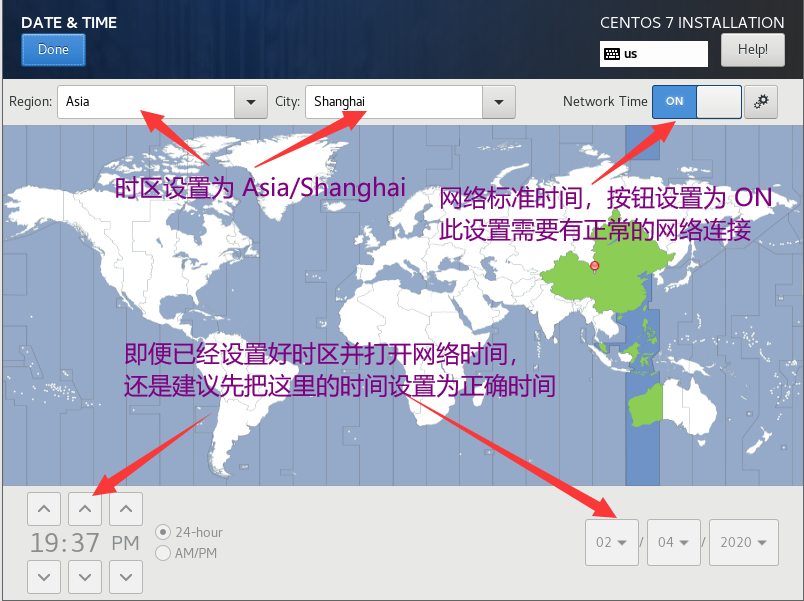 DATE & TIME
CENTOS 7 INSTALLATION
Done
us
Help!
Region: Asia City: Shanghai Network Time ON
时区设置为 Asia/Shanghai
网络标准时间，按钮设置为 ON
此设置需要有正常的网络连接
即便已经设置好时区并打开网络时间，
还是建议先把这里的时间设置为正确时间
19:37 PM
24-hour
AM/PM
02 / 04 / 2020